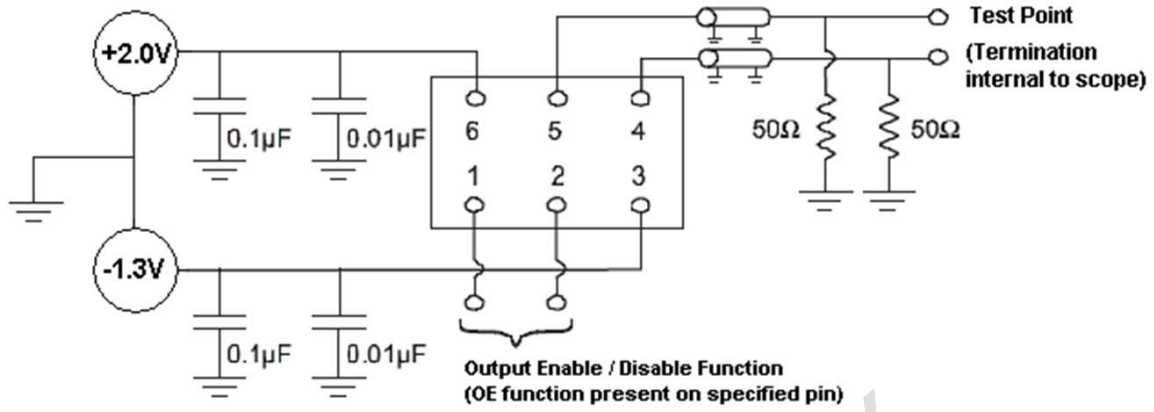 +2.0V
0.1µF
0.01µF
6
5
4
1
2
3
Test Point
(Termination
internal to scope)
50Ω
50Ω
-1.3V
0.1µF
0.01µF
Output Enable / Disable Function
(OE function present on specified pin)